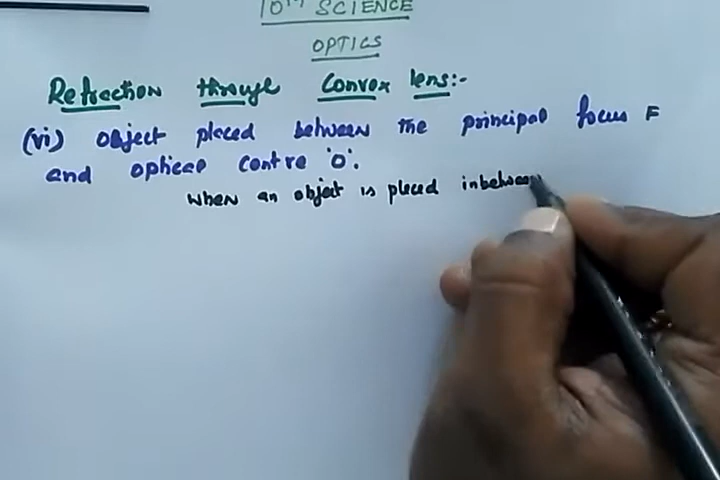 10th SCIENCE
OPTICS
Refraction through Convex lens:-
(vi) object placed between the principal focus F
and optical centre 'O'.
when an object is placed inbetween